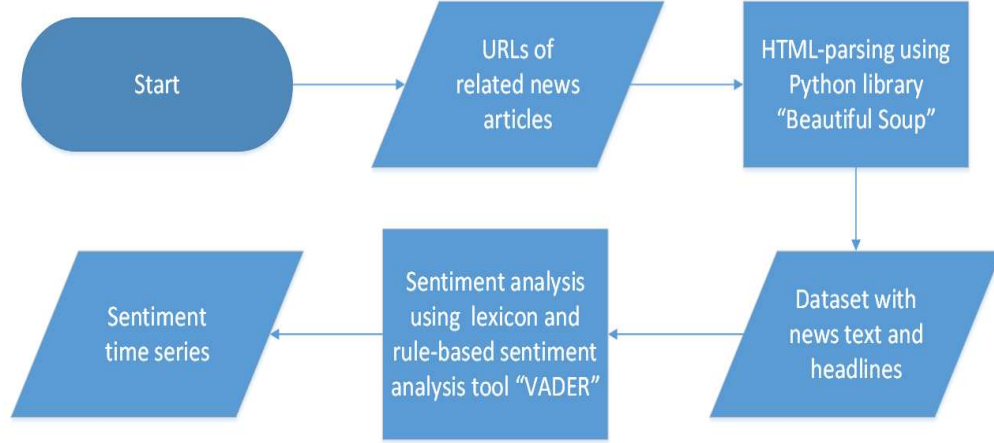 Start
URLs of
related news
articles
HTML-parsing using
Python library
“Beautiful Soup”
Dataset with
news text and
headlines
Sentiment analysis
using lexicon and
rule-based sentiment
analysis tool “VADER”
Sentiment
time series